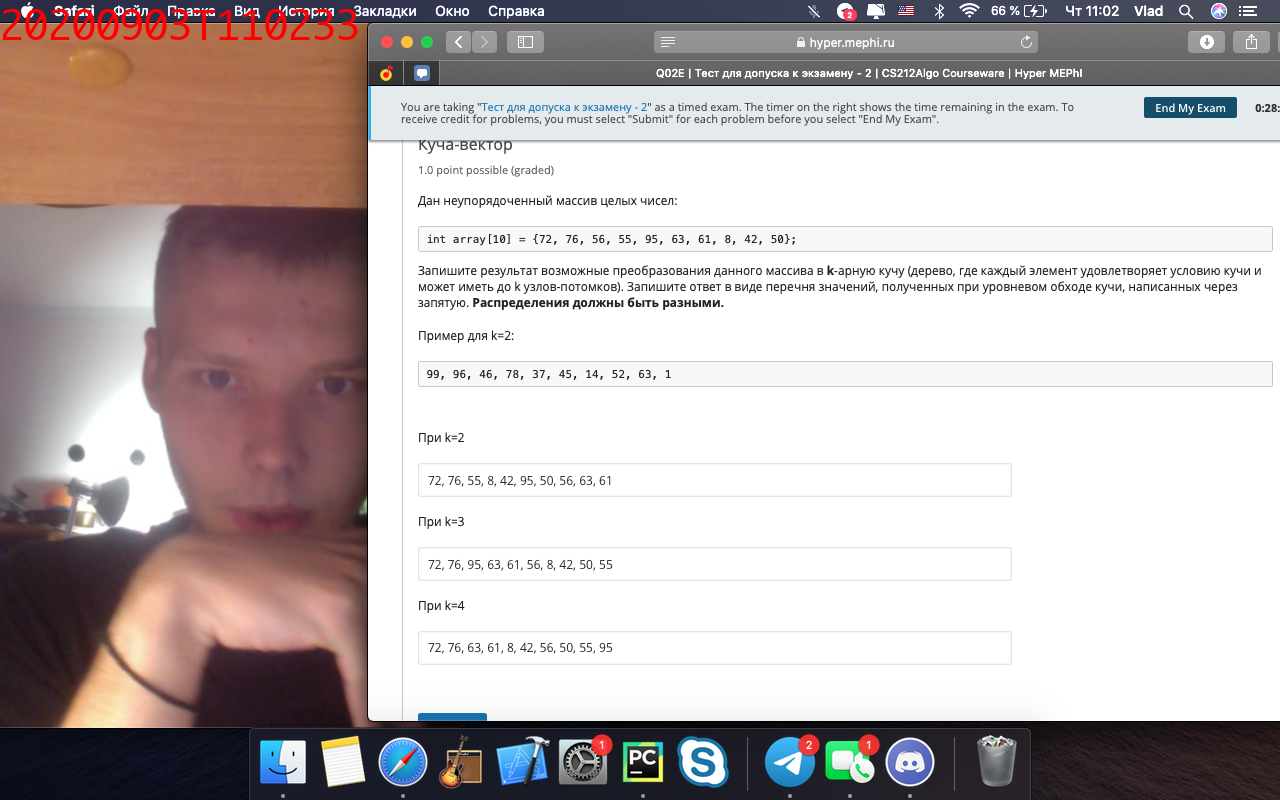 Safari Файл Правка Вид История Закладки Окно Справка 2 66 % Чт 11:02 Vlad
20200903T110233
hyper.mephi.ru
Q02E | Тест для допуска к экзамену - 2 | CS212Algo Courseware | Hyper MEPhI
You are taking "Тест для допуска к экзамену - 2" as a timed exam. The timer on the right shows the time remaining in the exam. To
receive credit for problems, you must select "Submit" for each problem before you select "End My Exam".
End My Exam
0:28:
Куча-вектор
1.0 point possible (graded)
Дан неупорядоченный массив целых чисел:
int array[10] = {72, 76, 56, 55, 95, 63, 61, 8, 42, 50};
Запишите результат возможные преобразования данного массива в k-арную кучу (дерево, где каждый элемент удовлетворяет условию кучи и
может иметь до k узлов-потомков). Запишите ответ в виде перечня значений, полученных при уровневом обходе кучи, написанных через
запятую. Распределения должны быть разными.
Пример для k=2:
99, 96, 46, 78, 37, 45, 14, 52, 63, 1
При k=2
72, 76, 55, 8, 42, 95, 50, 56, 63, 61
При k=3
72, 76, 95, 63, 61, 56, 8, 42, 50, 55
При k=4
72, 76, 63, 61, 8, 42, 56, 50, 55, 95
1
PC
2
1